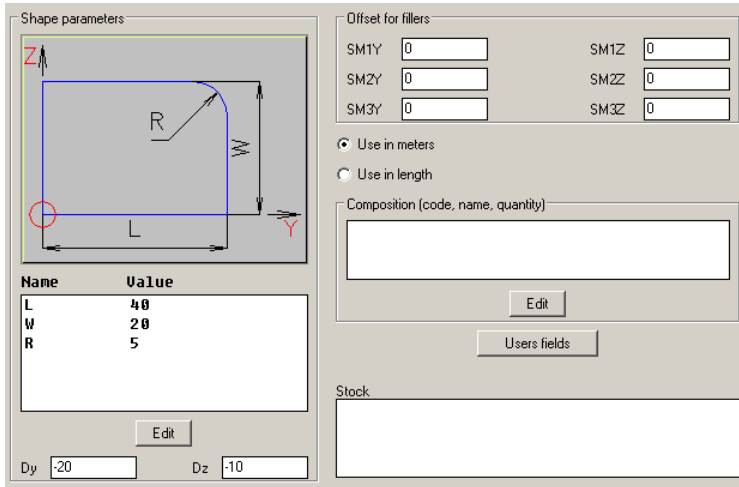 Shape parameters
Z
R
W
L
Y
Name Value
L 40
W 20
R 5
Edit
Dy -20 Dz -10
Offset for fillers
SM1Y 0 SM1Z 0
SM2Y 0 SM2Z 0
SM3Y 0 SM3Z 0
Use in meters
Use in length
Composition (code, name, quantity)
Edit
Users fields
Stock